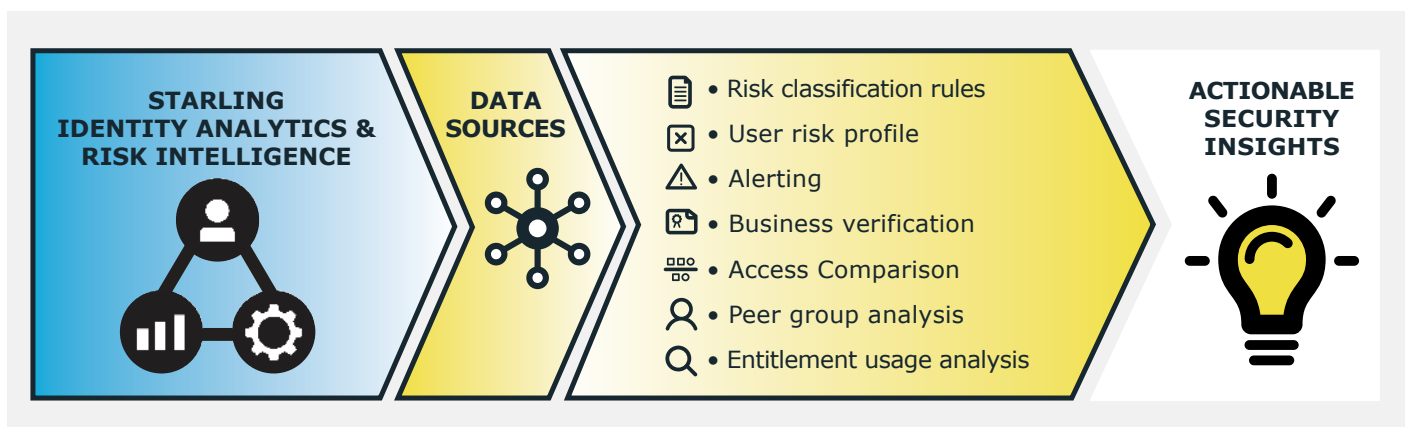 STARLING
IDENTITY ANALYTICS &
RISK INTELLIGENCE
DATA
SOURCES
• Risk classification rules
• User risk profile
• Alerting
• Business verification
• Access Comparison
• Peer group analysis
• Entitlement usage analysis
ACTIONABLE
SECURITY
INSIGHTS